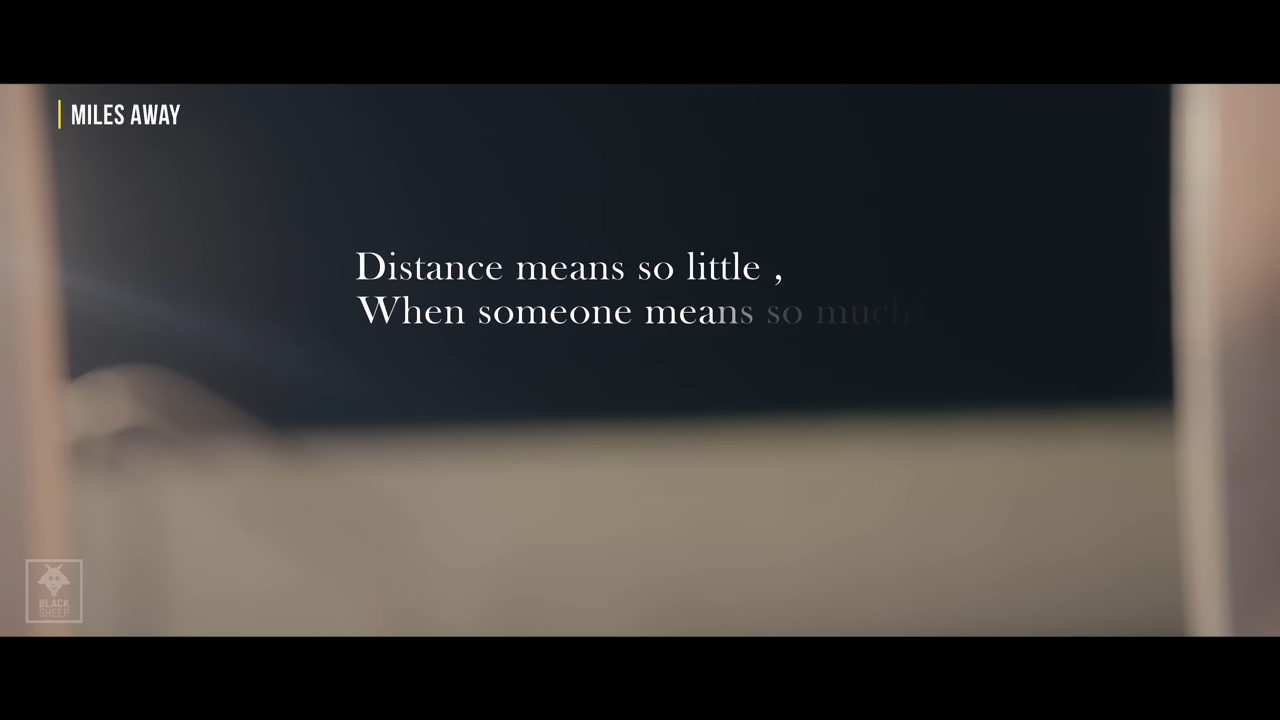 MILES AWAY
Distance means so little ,
When someone means so much
BLACK
SHEEP